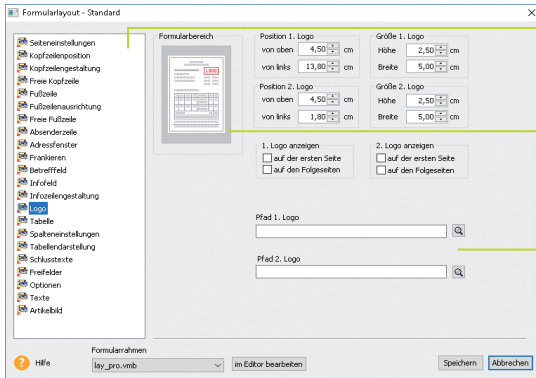 Formularlayout - Standard
Seiteneinstellungen
Kopfzeilenposition
Kopfzeilengestaltung
Freie Kopfzeile
Fußzeile
Fußzeilenausrichtung
Freie Fußzeile
Absenderzeile
Adressfenster
Frankieren
Betrefffeld
Infofeld
Infozeilengestaltung
Logo
Tabelle
Spalteneinstellungen
Tabellendarstellung
Schlusstexte
Freifelder
Optionen
Texte
Artikelbild
Formularbereich
LOGO
Position 1. Logo
von oben 4,50 cm
von links 13,80 cm
Größe 1. Logo
Höhe 2,50 cm
Breite 5,00 cm
Position 2. Logo
von oben 4,50 cm
von links 1,80 cm
Größe 2. Logo
Höhe 2,50 cm
Breite 5,00 cm
1. Logo anzeigen
auf der ersten Seite
auf den Folgeseiten
2. Logo anzeigen
auf der ersten Seite
auf den Folgeseiten
Pfad 1. Logo
Pfad 2. Logo
Formularrahmen
? Hilfe lay_pro.vmb im Editor bearbeiten Speichern Abbrechen